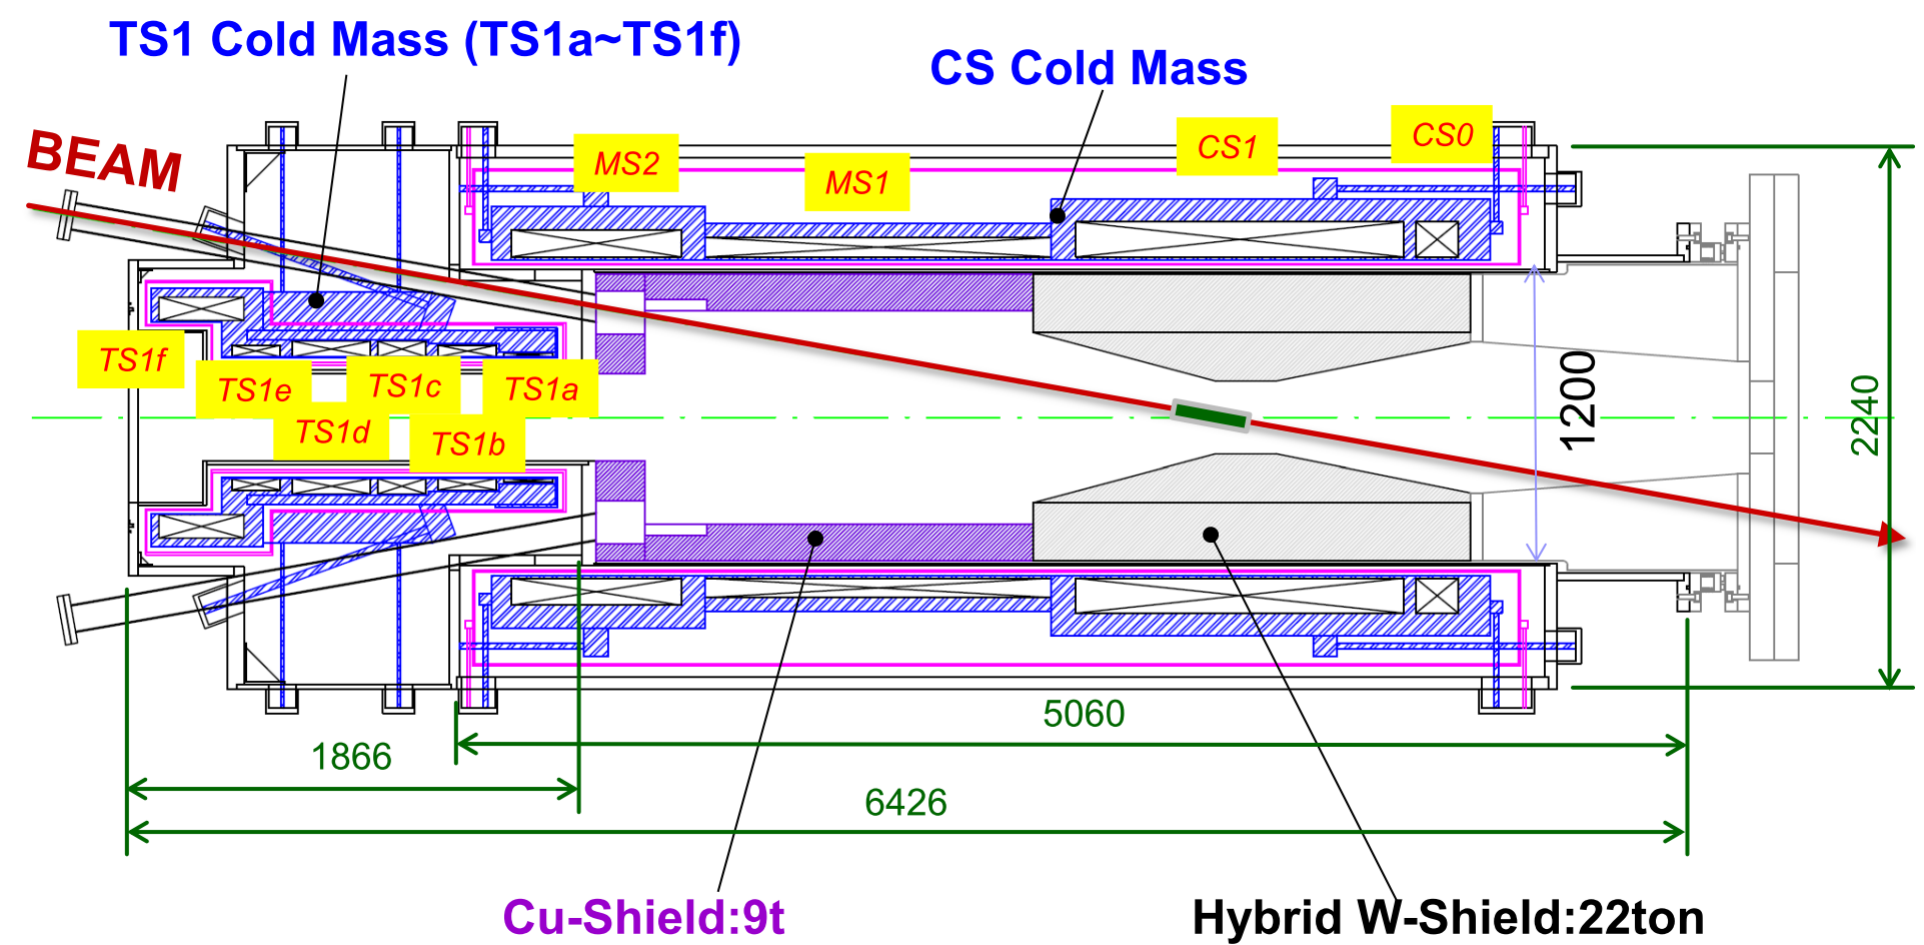 TS1 Cold Mass (TS1a~TS1f)
CS Cold Mass
BEAM
MS2
MS1
CS1
CS0
TS1f
TS1e
TS1c
TS1a
TS1d
TS1b
1200
2240
5060
1866
6426
Cu-Shield:9t
Hybrid W-Shield:22ton